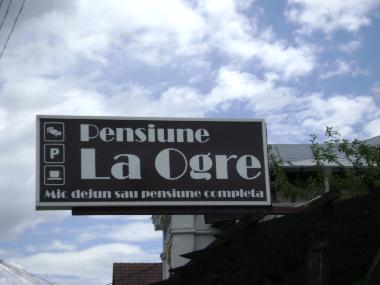 Pensiune
P
La Ogre
Mic dejun sau pensiune completa